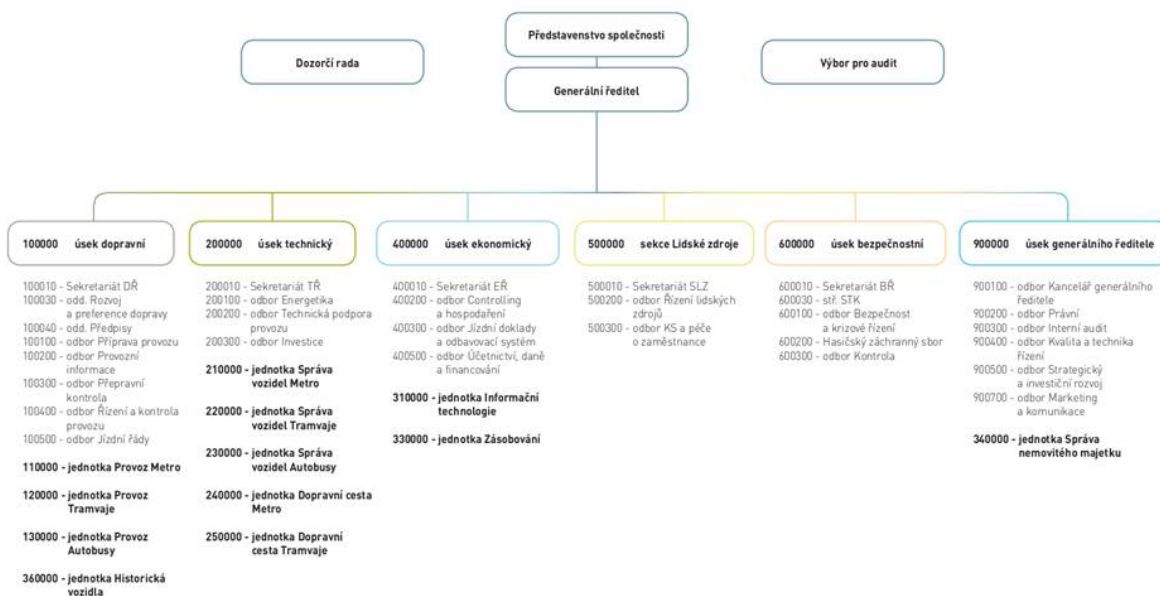 Představenstvo společnosti
Dozorčí rada
Výbor pro audit
Generální ředitel
100000 úsek dopravní
100010 - Sekretariát DŘ
100030 - odd. Rozvoj
a preference dopravy
100040 - odd. Předpisy
100100 - odbor Příprava provozu
100200 - odbor Provozní
informace
100300 - odbor Přepravní
kontrola
100400 - odbor Řízení a kontrola
provozu
100500 - odbor Jízdní řády
110000 - jednotka Provoz Metro
120000 - jednotka Provoz
Tramvaje
130000 - jednotka Provoz
Autobusy
360000 - jednotka Historická
vozidla
200000 úsek technický
200010 - Sekretariát TŘ
200100 - odbor Energetika
200200 - odbor Technická podpora
provozu
200300 - odbor Investice
210000 - jednotka Správa
vozidel Metro
220000 - jednotka Správa
vozidel Tramvaje
230000 - jednotka Správa
vozidel Autobusy
240000 - jednotka Dopravní cesta
Metro
250000 - jednotka Dopravní
cesta Tramvaje
400000 úsek ekonomický
400010 - Sekretariát EŘ
400200 - odbor Controlling
a hospodaření
400300 - odbor Jízdní doklady
a odbavovací systém
400500 - odbor Účetnictví, daně
a financování
310000 - jednotka Informační
technologie
330000 - jednotka Zásobování
500000 sekce Lidské zdroje
500010 - Sekretariát SLZ
500200 - odbor Řízení lidských
zdrojů
500300 - odbor KS a péče
o zaměstnance
600000 úsek bezpečnostní
600010 - Sekretariát BŘ
600030 - stř. STK
600100 - odbor Bezpečnost
a krizové řízení
600200 - Hasičský záchranný sbor
600300 - odbor Kontrola
900000 úsek generálního ředitele
900100 - odbor Kancelář generálního
ředitele
900200 - odbor Právní
900300 - odbor Interní audit
900400 - odbor Kvalita a technika
řízení
900500 - odbor Strategický
a investiční rozvoj
900700 - odbor Marketing
a komunikace
340000 - jednotka Správa
nemovitého majetku